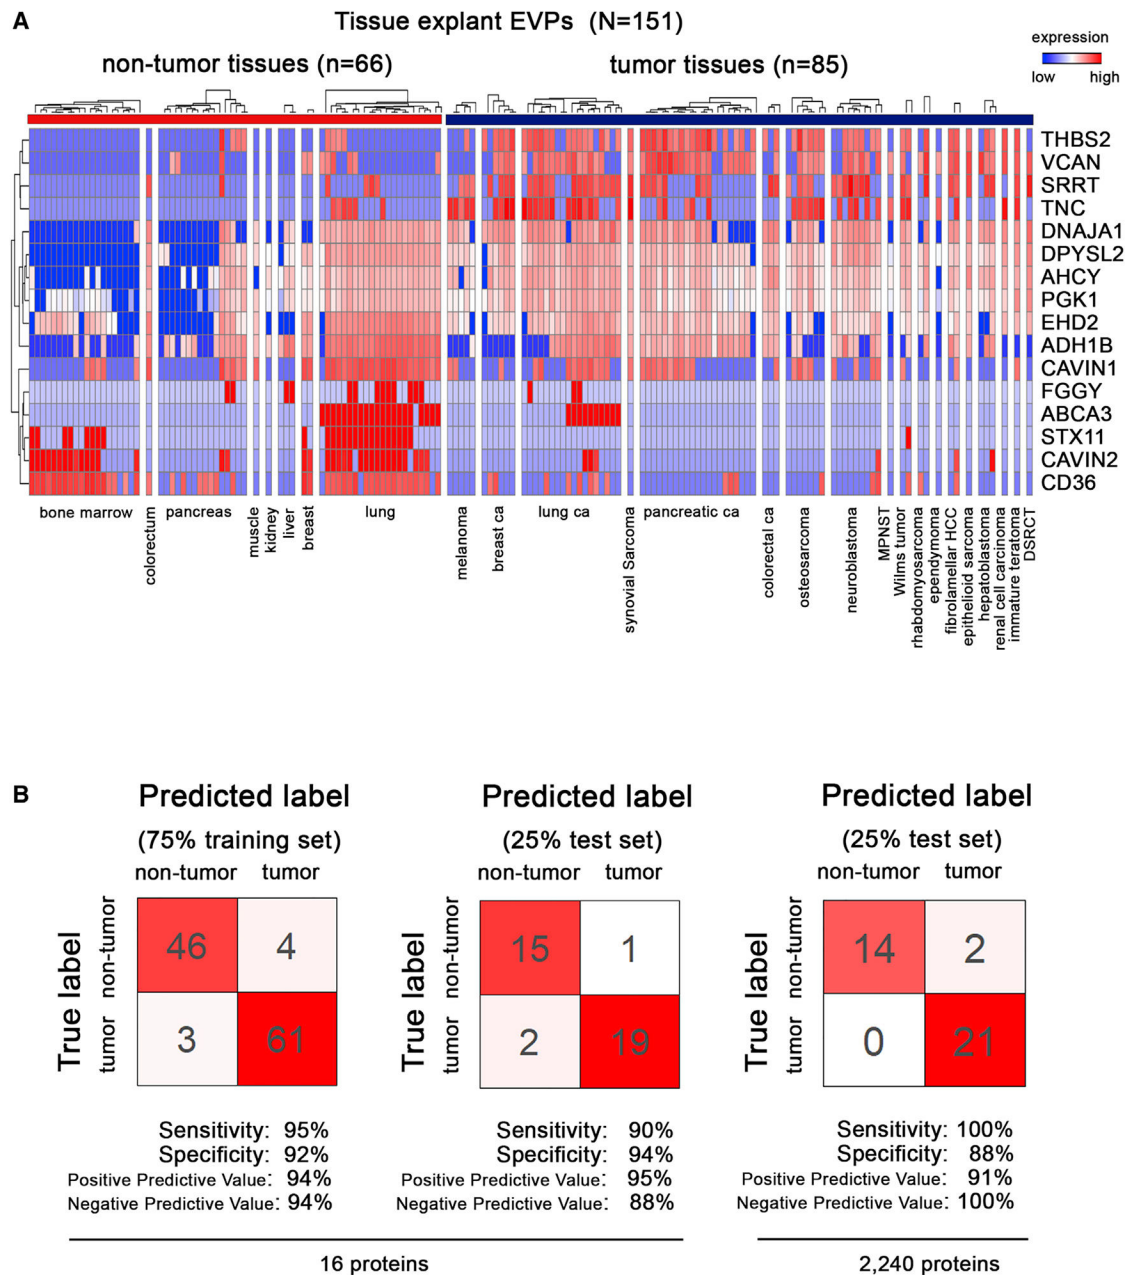 A
Tissue explant EVPs (N=151)
non-tumor tissues (n=66)
tumor tissues (n=85)
expression
low
high
THBS2
VCAN
SRRT
TNC
DNAJA1
DPYSL2
AHCY
PGK1
EHD2
ADH1B
CAVIN1
FGGY
ABCA3
STX11
CAVIN2
CD36
bone marrow
colorectum
pancreas
muscle
kidney
liver
breast
lung
melanoma
breast ca
lung ca
synovial Sarcoma
pancreatic ca
colorectal ca
osteosarcoma
neuroblastoma
MPNST
Wilms tumor
rhabdomyosarcoma
ependymoma
fibrolamellar HCC
epithelioid sarcoma
hepatoblastoma
renal cell carcinoma
immature teratoma
DSRCT
B
Predicted label
(75% training set)
non-tumor tumor
True label
non-tumor
tumor
46 4
3 61
Sensitivity: 95%
Specificity: 92%
Positive Predictive Value: 94%
Negative Predictive Value: 94%
Predicted label
(25% test set)
non-tumor tumor
True label
non-tumor
tumor
15 1
2 19
Sensitivity: 90%
Specificity: 94%
Positive Predictive Value: 95%
Negative Predictive Value: 88%
16 proteins
Predicted label
(25% test set)
non-tumor tumor
True label
non-tumor
tumor
14 2
0 21
Sensitivity: 100%
Specificity: 88%
Positive Predictive Value: 91%
Negative Predictive Value: 100%
2,240 proteins